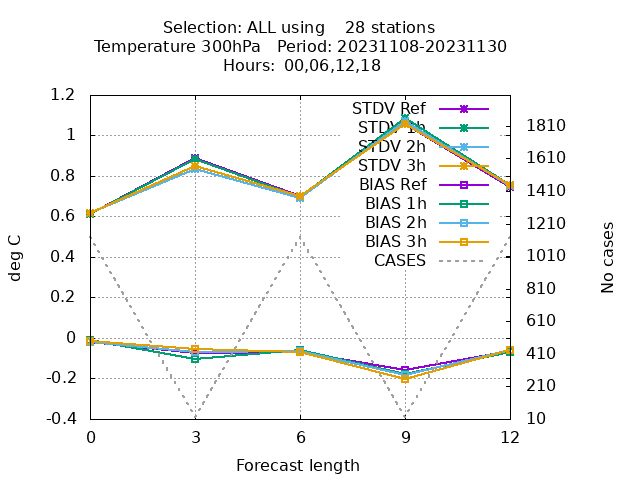 Selection: ALL using    28 stations
Temperature 300hPa   Period: 20231108-20231130
Hours: 00,06,12,18
1.2
1
0.8
0.6
0.4
0.2
0
-0.2
-0.4
deg C
STDV Ref
STDV 1h
STDV 2h
STDV 3h
BIAS Ref
BIAS 1h
BIAS 2h
BIAS 3h
CASES
1810
1610
1410
1210
1010
810
610
410
210
10
No cases
0 3 6 9 12
Forecast length